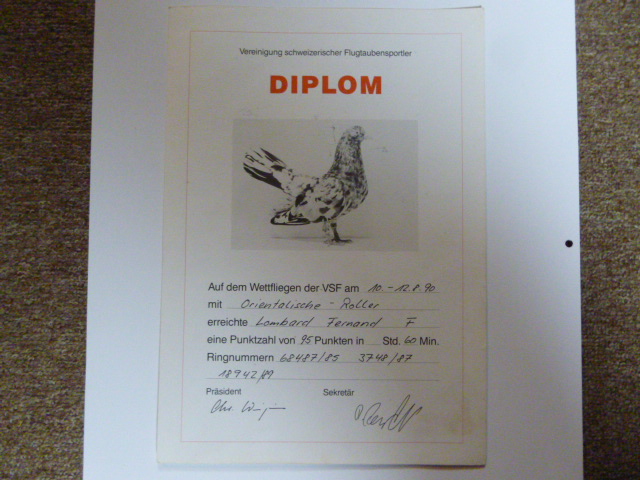 Vereinigung schweizerischer Flugtaubensportler
DIPLOM
Auf dem Wettfliegen der VSF am 10. - 12.8.90
mit Orientalische - Roller
erreichte Lombard Fernand F
eine Punktzahl von 95 Punkten in Std. 60 Min.
Ringnummern 68487/85 3748/87
18942/89
Präsident Sekretär